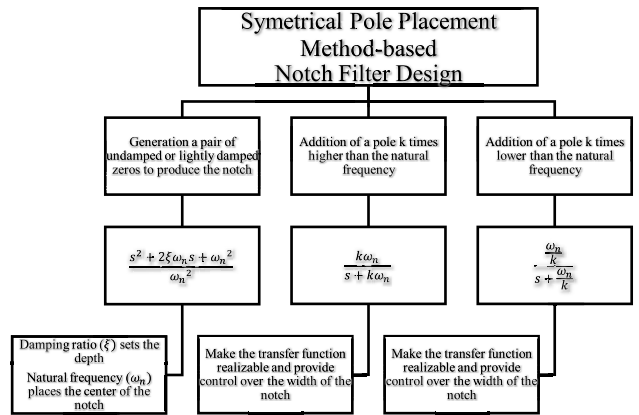 Symetrical Pole Placement
Method-based
Notch Filter Design
Generation a pair of
undamped or lightly damped
zeros to produce the notch
Addition of a pole k times
higher than the natural
frequency
Addition of a pole k times
lower than the natural
frequency
s² + 2ξωₙs + ωₙ²
ωₙ²
kωₙ
s + kωₙ
ωₙ
k
s + ωₙ
k
Damping ratio (ξ) sets the
depth
Natural frequency (ωₙ)
places the center of the
notch
Make the transfer function
realizable and provide
control over the width of the
notch
Make the transfer function
realizable and provide
control over the width of the
notch